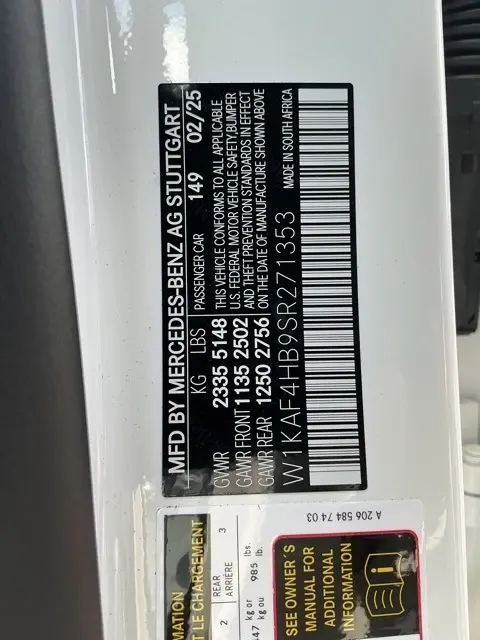 MFD BY MERCEDES-BENZ AG STUTTGART
KG LBS PASSENGER CAR 149 02/25
GVWR 2335 5148 THIS VEHICLE CONFORMS TO ALL APPLICABLE
U.S. FEDERAL MOTOR VEHICLE SAFETY,BUMPER
GAWR FRONT 1135 2502 AND THEFT PREVENTION STANDARDS IN EFFECT
GAWR REAR 1250 2756 ON THE DATE OF MANUFACTURE SHOWN ABOVE
W1KAF4HB9SR271353 MADE IN SOUTH AFRICA
MATION
T LE CHARGEMENT
2 REAR 3
ARRIÈRE
kg or 985 lbs.
kg ou lb.
SEE OWNER'S
MANUAL FOR
ADDITIONAL
INFORMATION
A 206 584 74 03